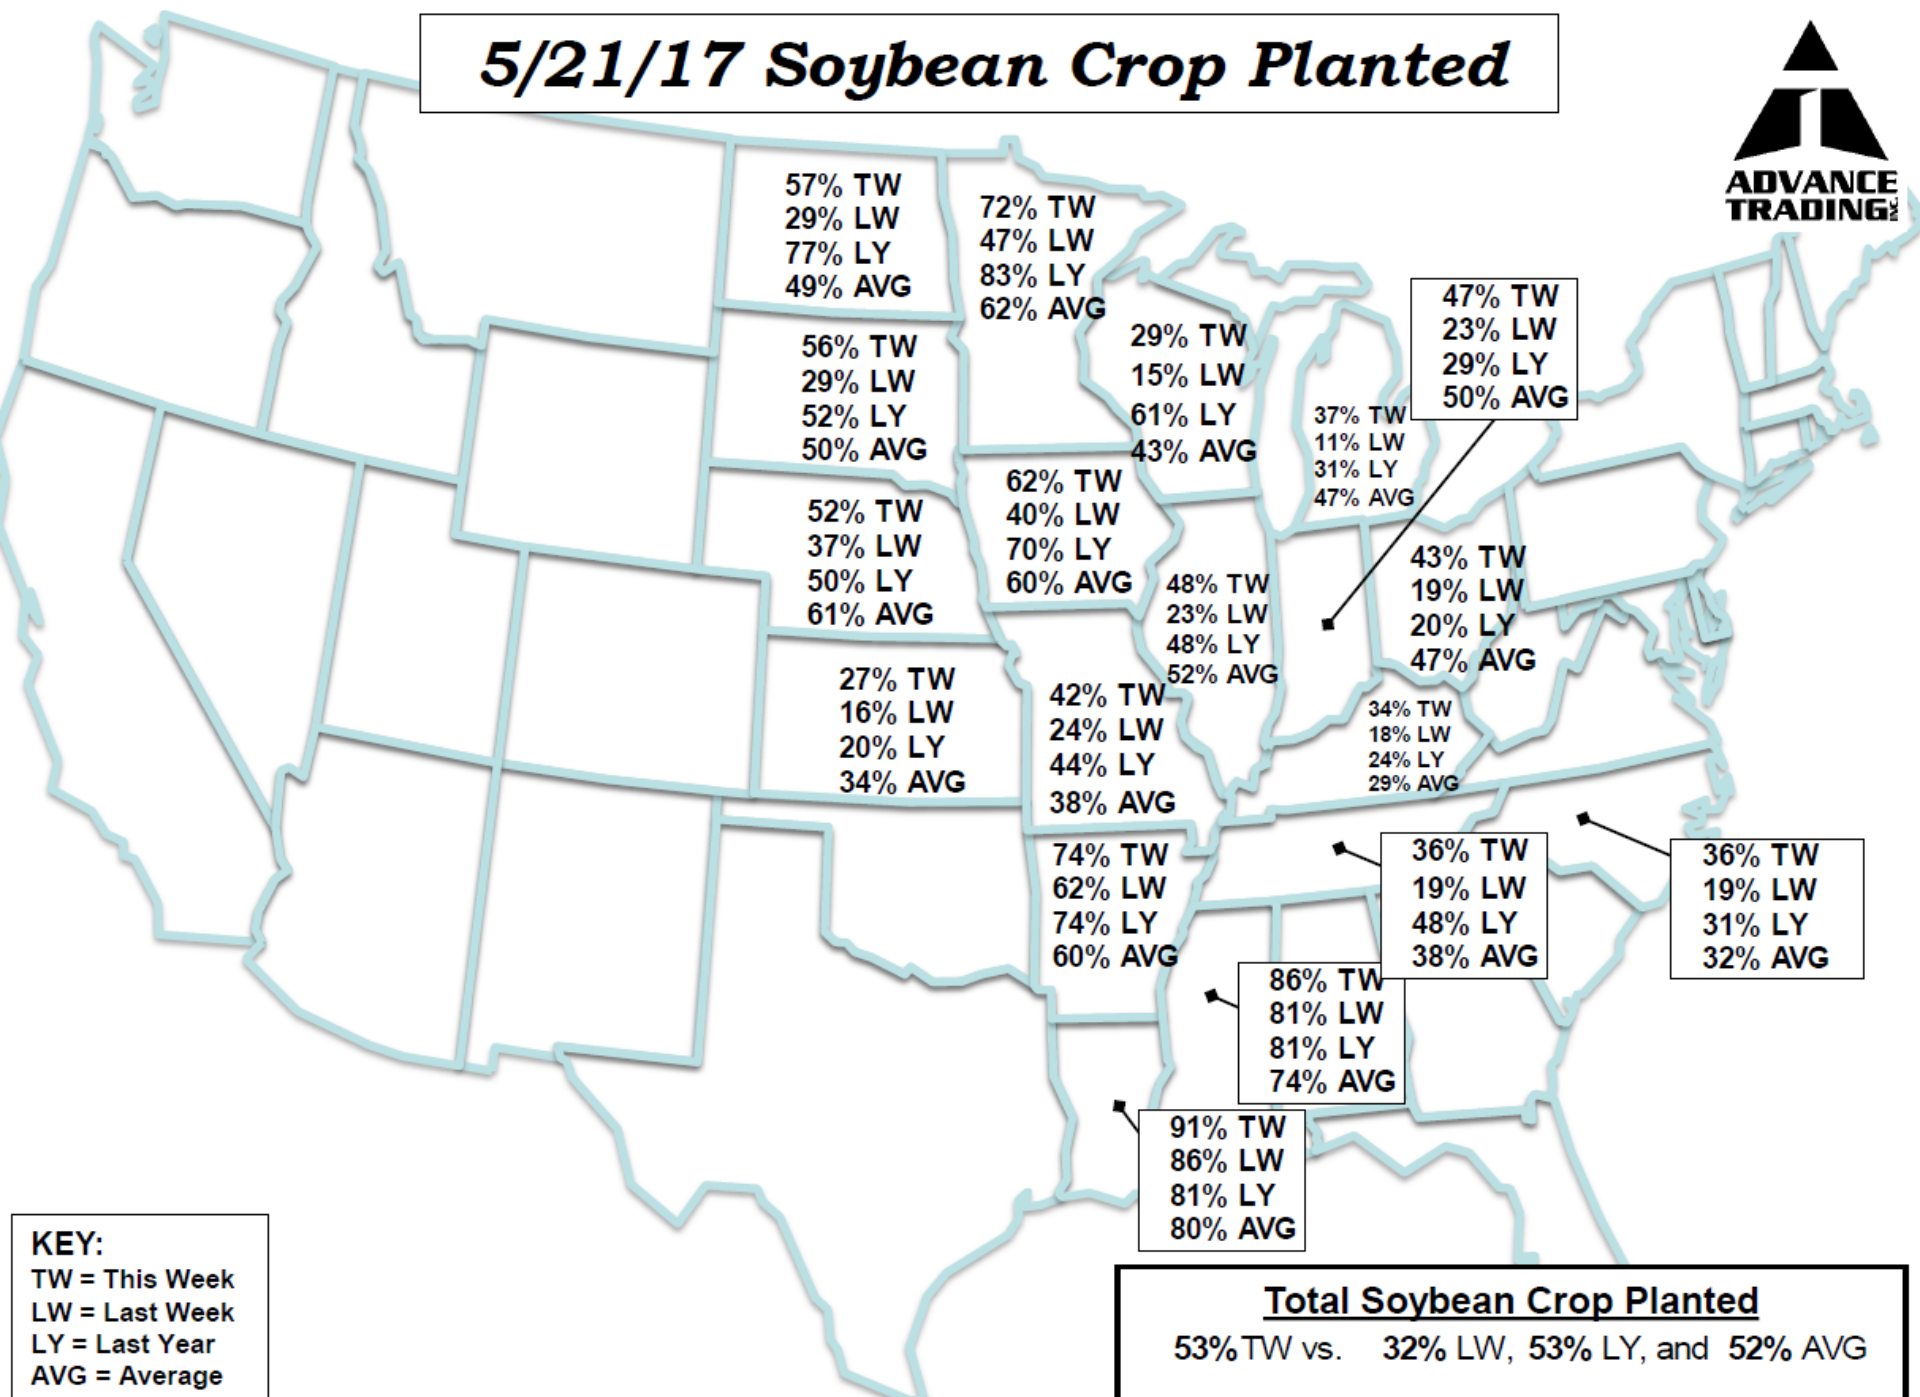 5/21/17 Soybean Crop Planted
ADVANCE
TRADING INC.
57% TW
29% LW
77% LY
49% AVG
72% TW
47% LW
83% LY
62% AVG
47% TW
23% LW
29% LY
50% AVG
56% TW
29% LW
52% LY
50% AVG
29% TW
15% LW
61% LY
43% AVG
37% TW
11% LW
31% LY
47% AVG
52% TW
37% LW
50% LY
61% AVG
62% TW
40% LW
70% LY
60% AVG
48% TW
23% LW
48% LY
52% AVG
43% TW
19% LW
20% LY
47% AVG
27% TW
16% LW
20% LY
34% AVG
42% TW
24% LW
44% LY
38% AVG
34% TW
18% LW
24% LY
29% AVG
74% TW
62% LW
74% LY
60% AVG
36% TW
19% LW
48% LY
38% AVG
36% TW
19% LW
31% LY
32% AVG
86% TW
81% LW
81% LY
74% AVG
91% TW
86% LW
81% LY
80% AVG
KEY:
TW = This Week
LW = Last Week
LY = Last Year
AVG = Average
Total Soybean Crop Planted
53% TW vs. 32% LW, 53% LY, and 52% AVG